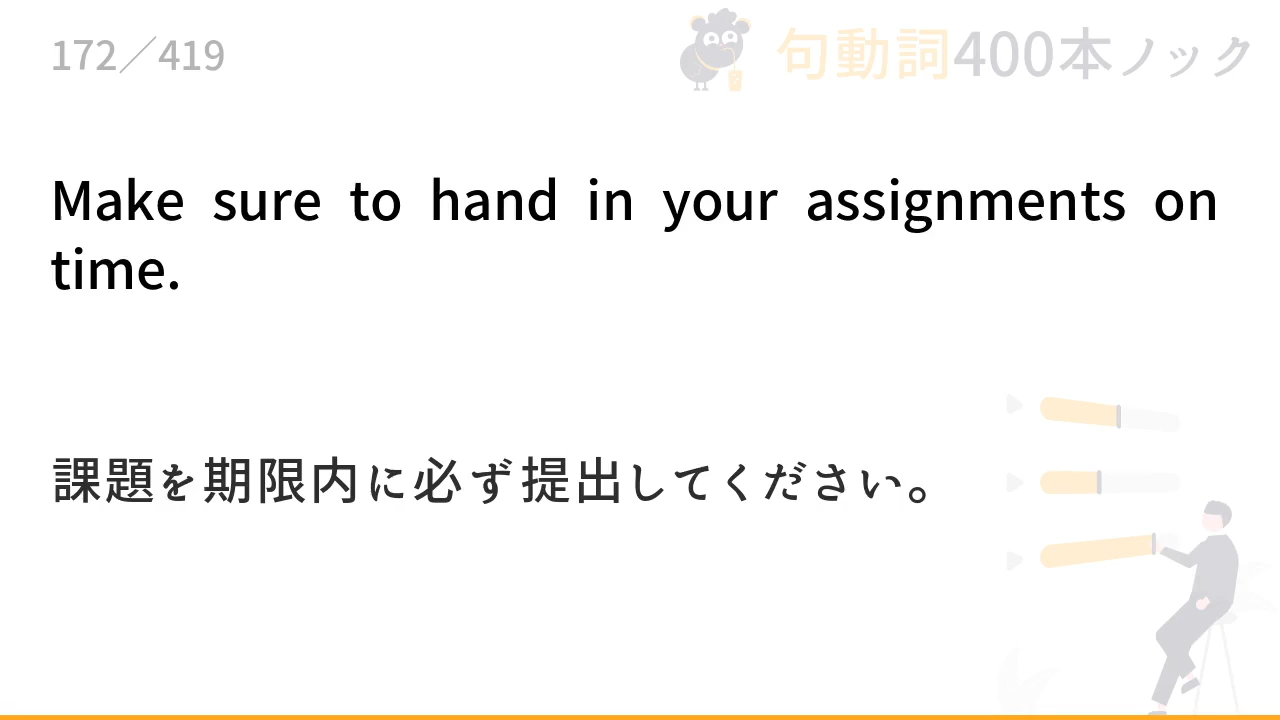 172／419
句動詞400本ノック
Make sure to hand in your assignments on
time.
課題を期限内に必ず提出してください。